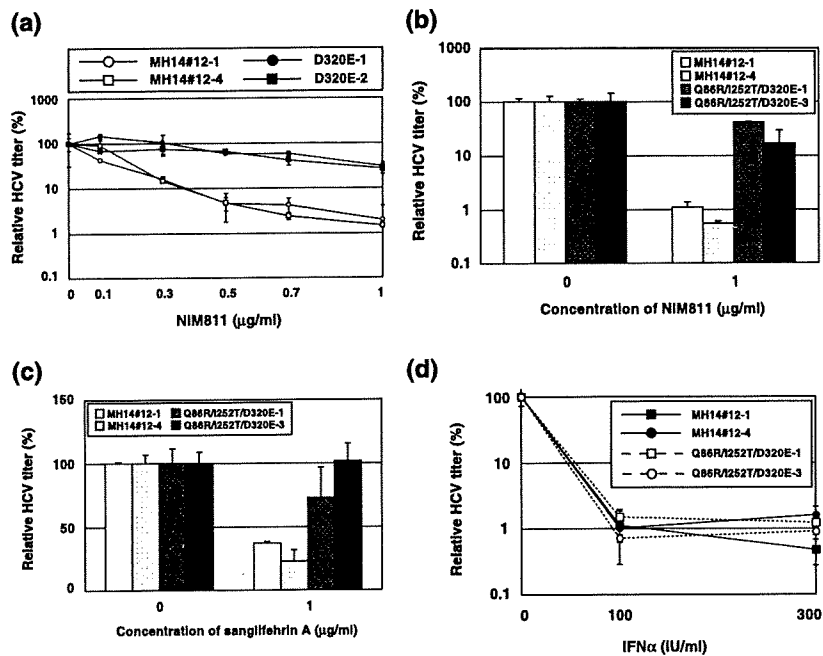 (a)
MH14#12-1
D320E-1
MH14#12-4
D320E-2
Relative HCV titer (%)
1000
100
10
1
0.1
0
0.1
0.3
0.5
0.7
1
NIM811 (μg/ml)
(b)
MH14#12-1
MH14#12-4
Q86R/I252T/D320E-1
Q86R/I252T/D320E-3
Relative HCV titer (%)
1000
100
10
1
0.1
0
1
Concentration of NIM811 (μg/ml)
(c)
MH14#12-1
Q86R/I252T/D320E-1
MH14#12-4
Q86R/I252T/D320E-3
Relative HCV titer (%)
150
100
50
0
0
1
Concentration of sanglifehrin A (μg/ml)
(d)
MH14#12-1
MH14#12-4
Q86R/I252T/D320E-1
Q86R/I252T/D320E-3
Relative HCV titer (%)
100
10
1
0.1
0
100
300
IFNα (IU/ml)